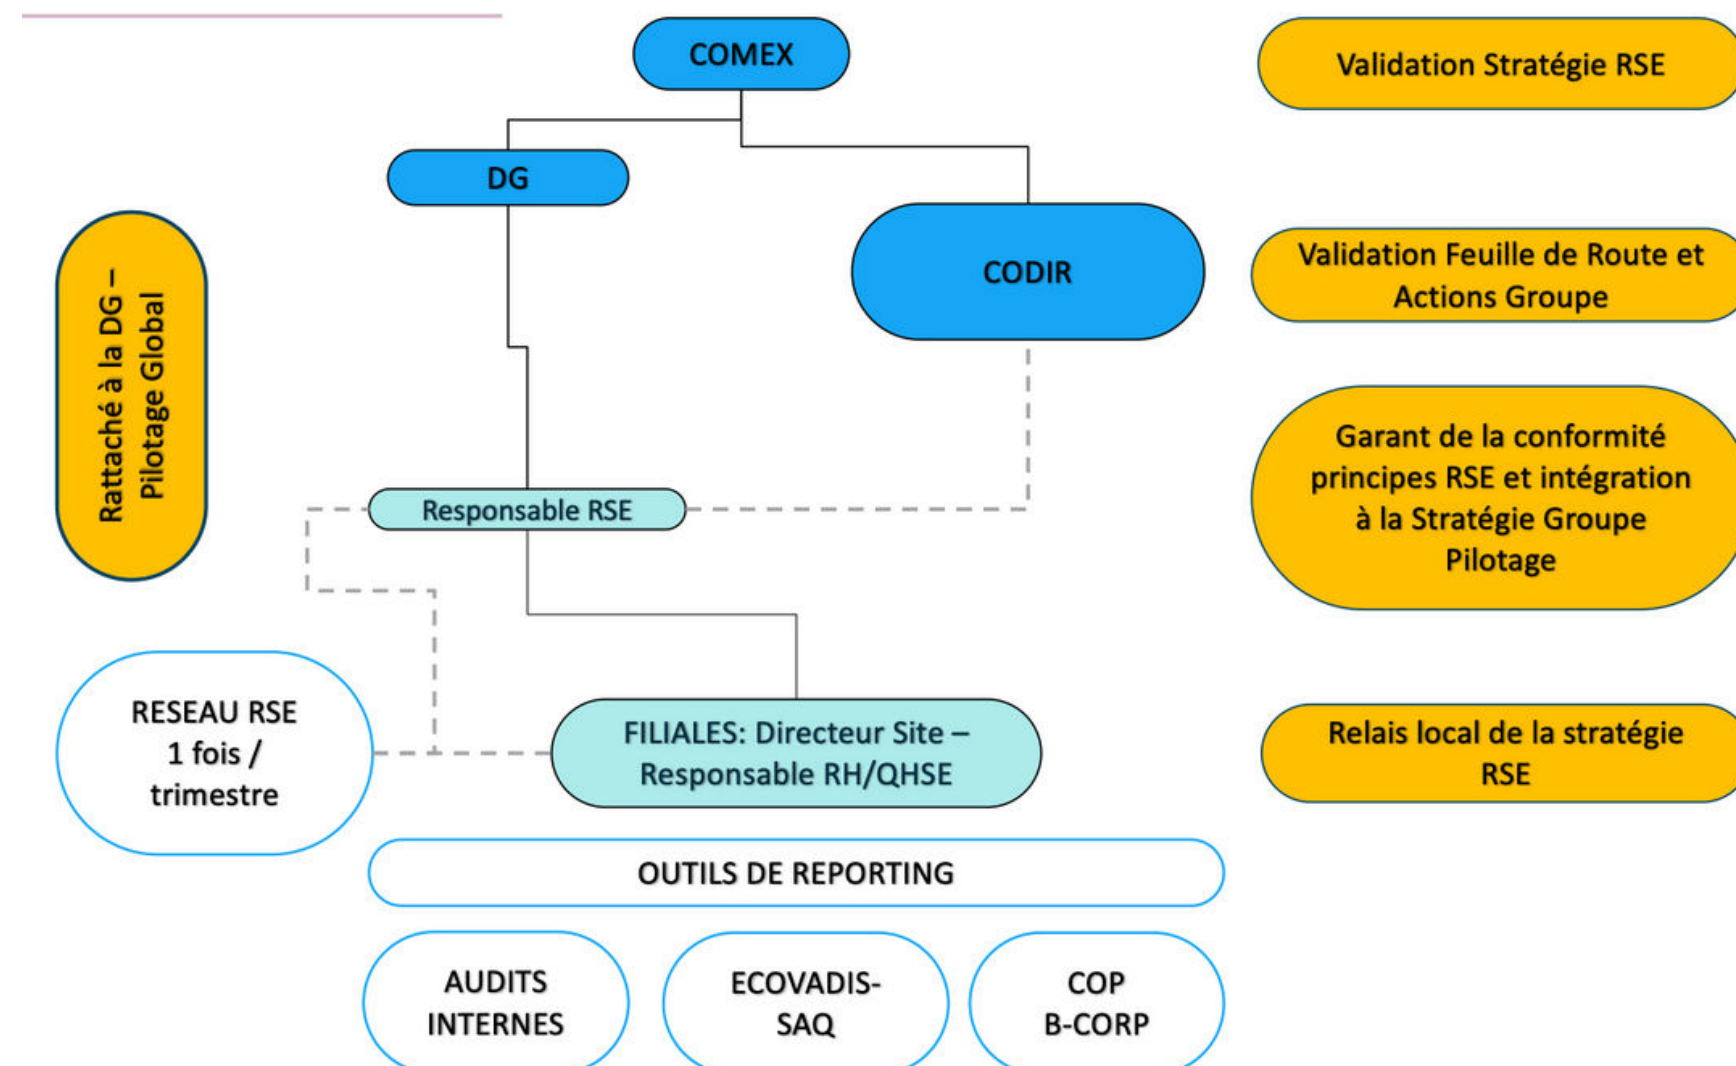 COMEX
Validation Stratégie RSE
DG
CODIR
Validation Feuille de Route et
Actions Groupe
Rattaché à la DG –
Pilotage Global
Garant de la conformité
principes RSE et intégration
à la Stratégie Groupe
Pilotage
Responsable RSE
RESEAU RSE
1 fois /
trimestre
FILIALES: Directeur Site –
Responsable RH/QHSE
Relais local de la stratégie
RSE
OUTILS DE REPORTING
AUDITS
INTERNES
ECOVADIS-
SAQ
COP
B-CORP